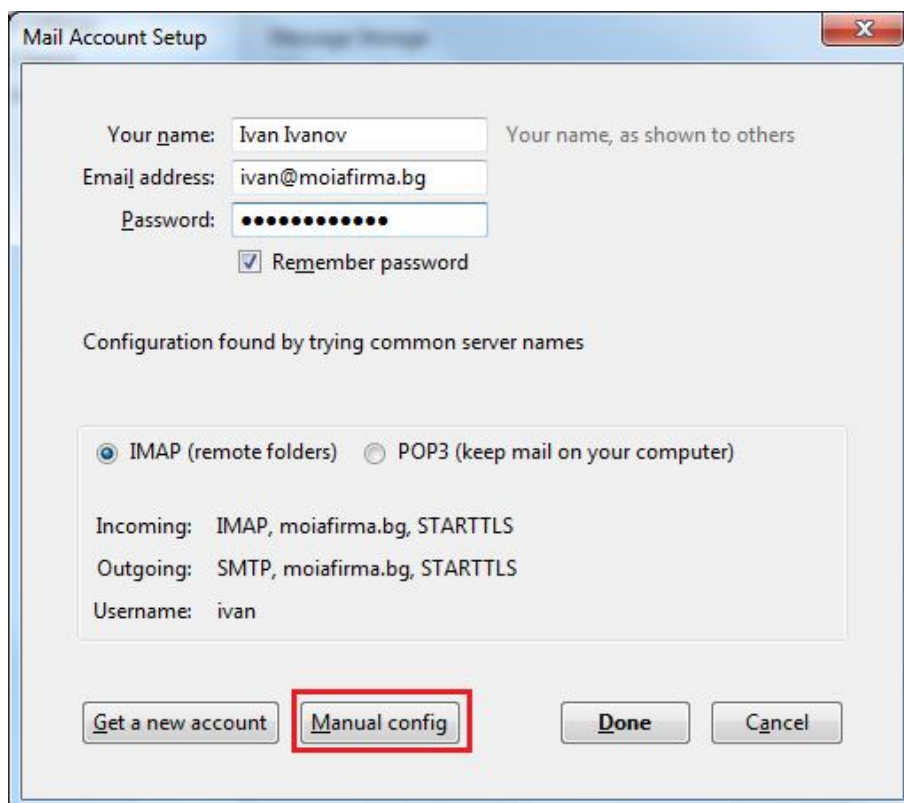 Mail Account Setup
Your name: Ivan Ivanov Your name, as shown to others
Email address: ivan@moiafirma.bg
Password: ●●●●●●●●●●●●
Remember password
Configuration found by trying common server names
IMAP (remote folders) POP3 (keep mail on your computer)
Incoming: IMAP, moiafirma.bg, STARTTLS
Outgoing: SMTP, moiafirma.bg, STARTTLS
Username: ivan
Get a new account Manual config Done Cancel